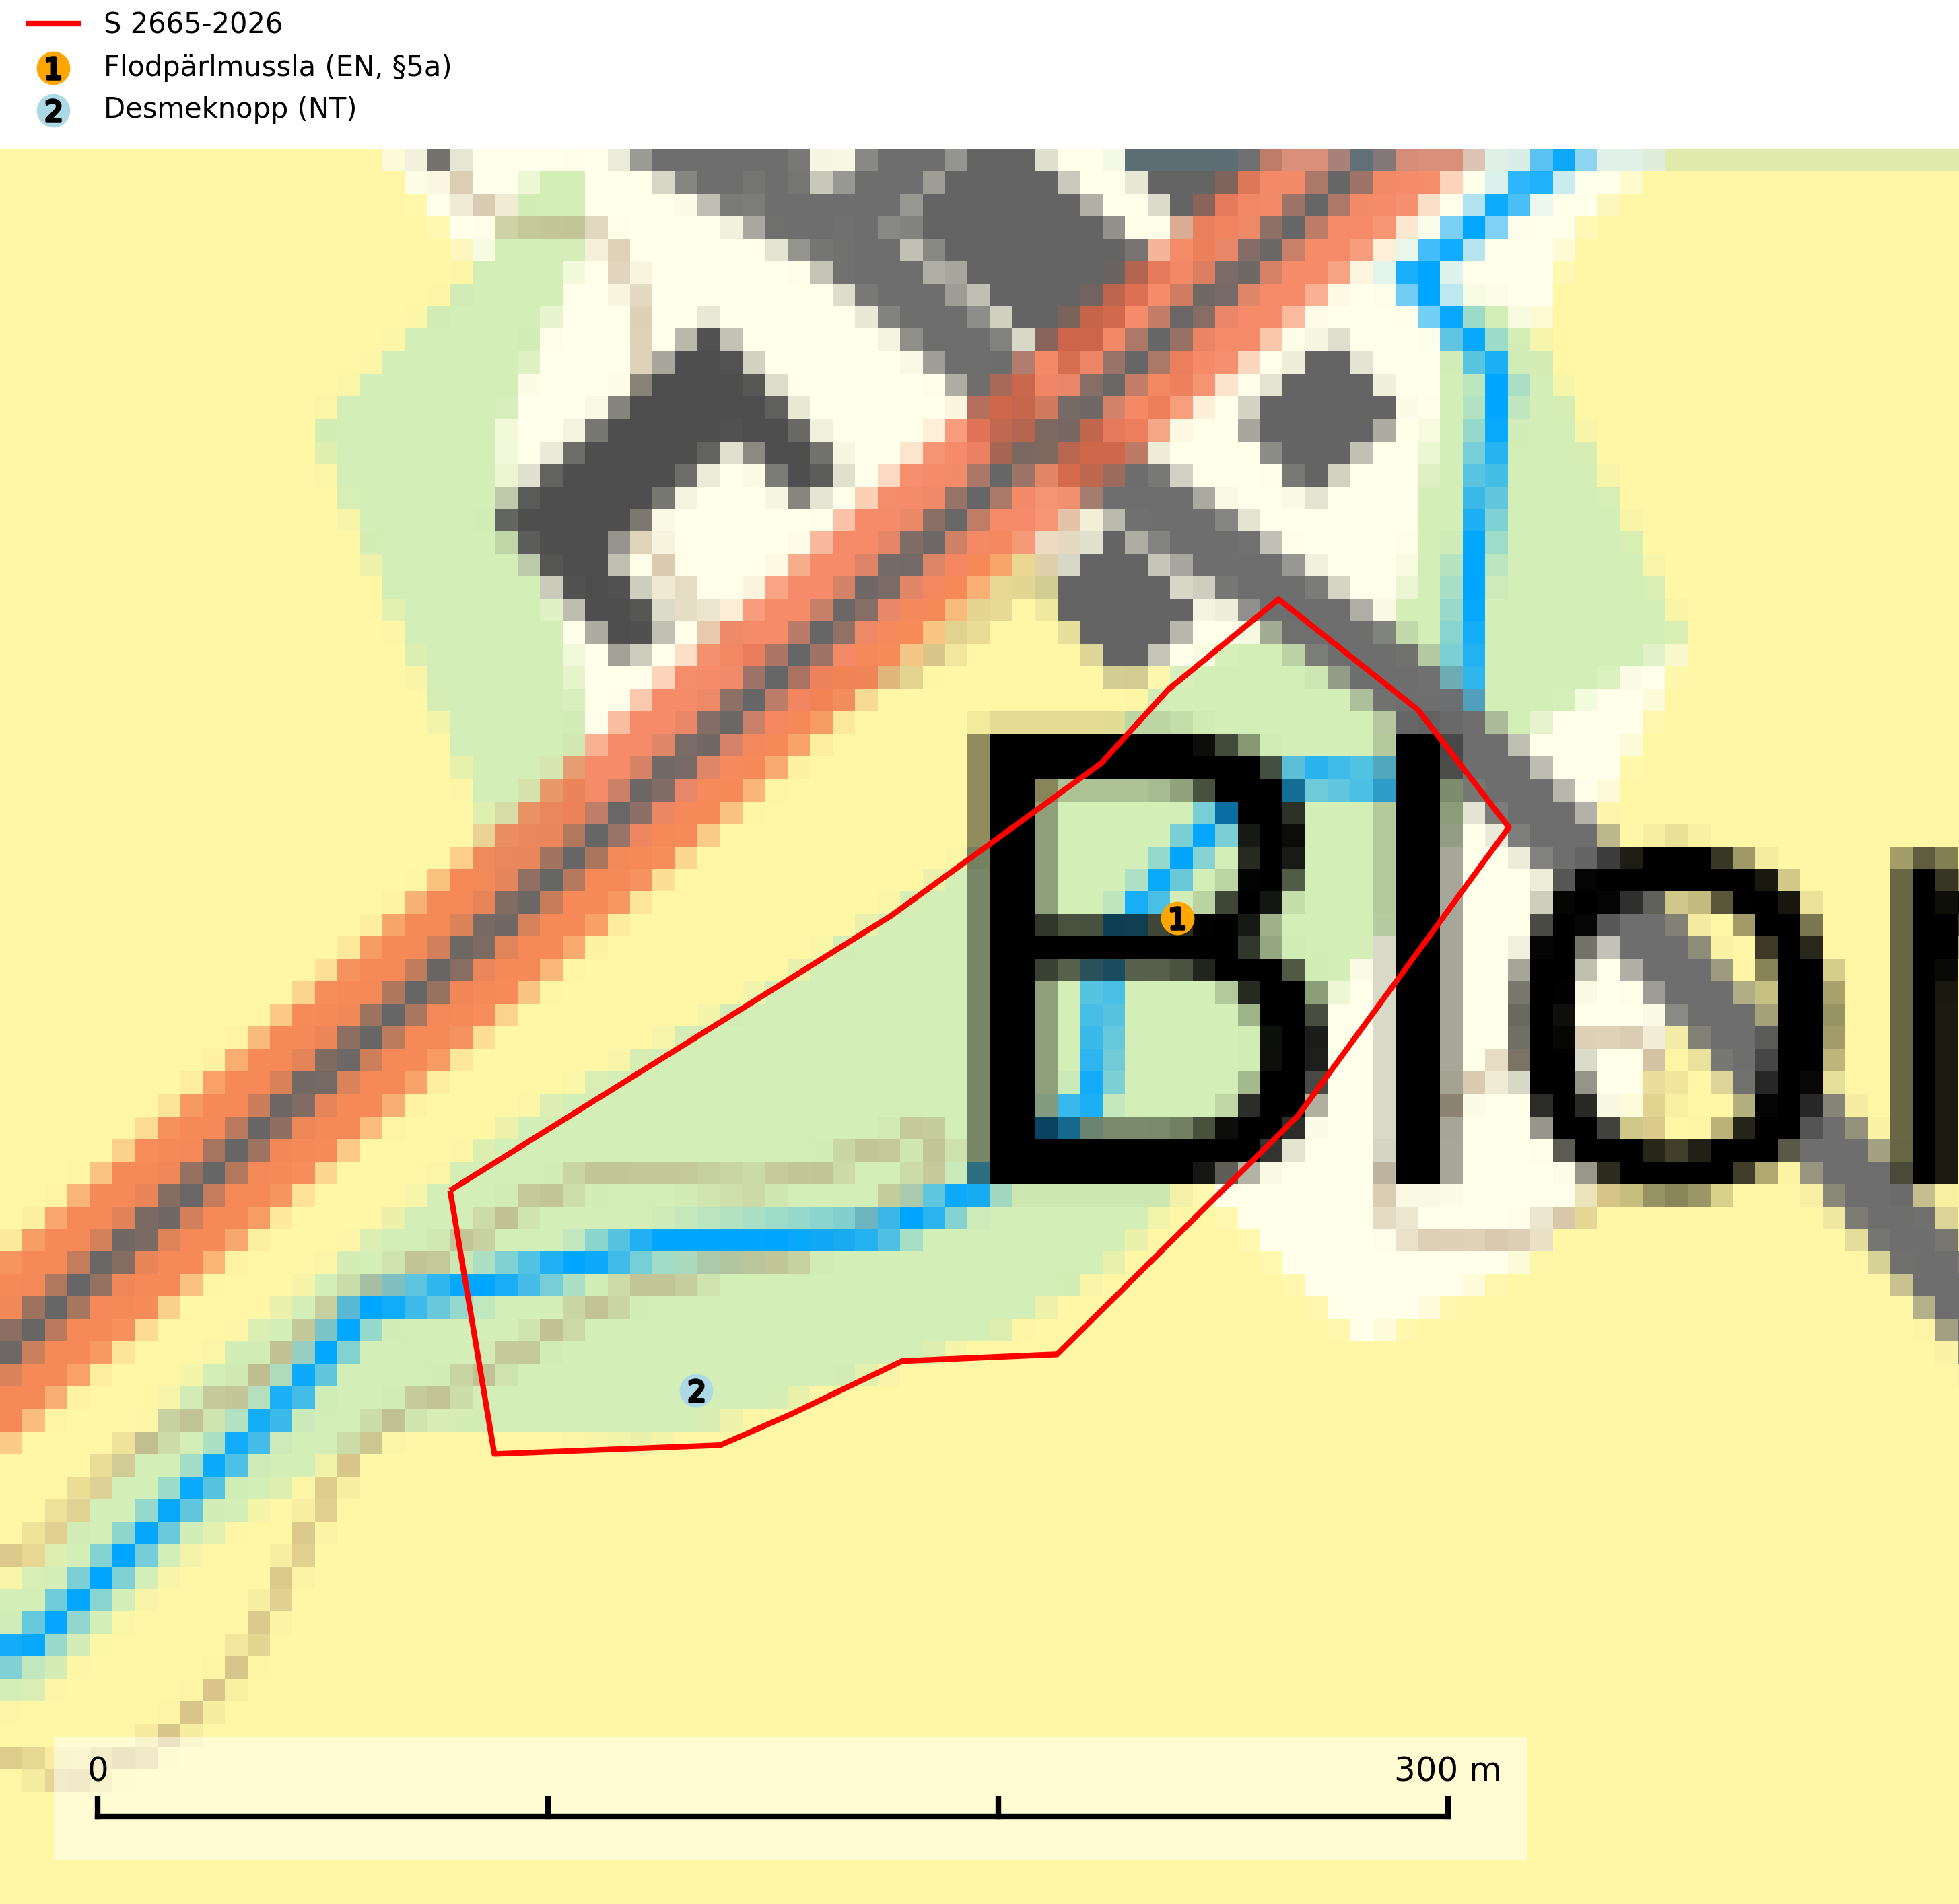 S 2665-2026
1 Flodpärlmussla (EN, §5a)
2 Desmeknopp (NT)
1
2
0 300 m